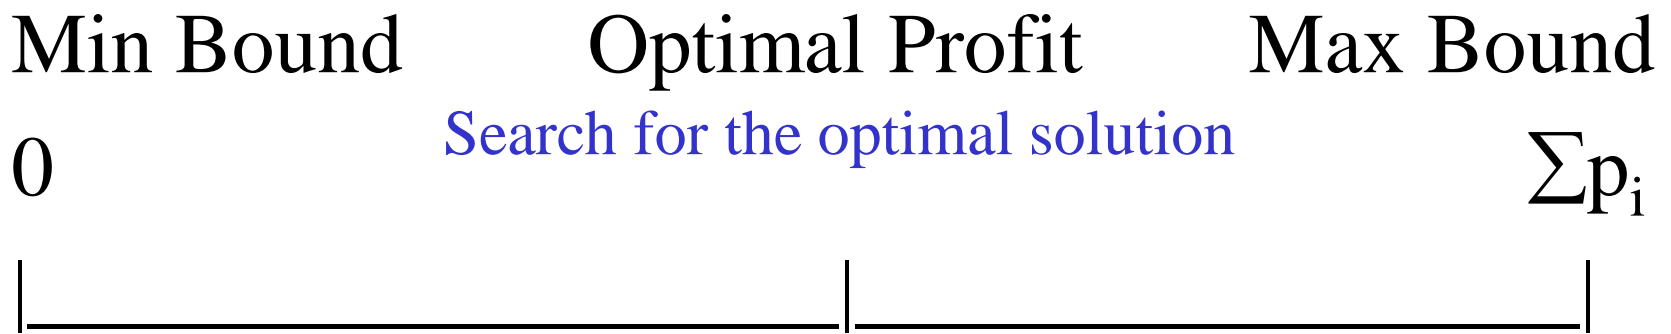 Min Bound Optimal Profit Max Bound
Search for the optimal solution
0 ∑pᵢ